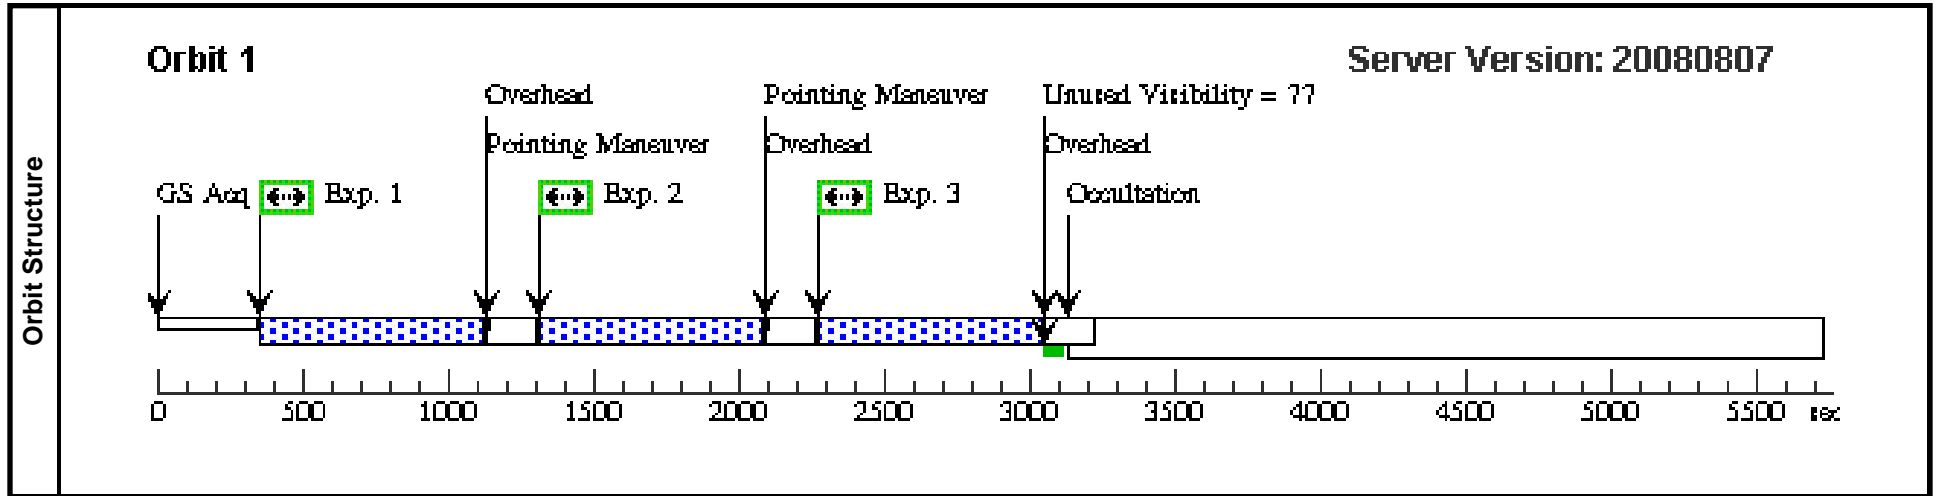 Orbit Structure
Orbit 1
Server Version: 20080807
Overhead
Pointing Maneuver
Unused Visibility = 77
Pointing Maneuver
Overhead
Overhead
GS Acq
Exp. 1
Exp. 2
Exp. 3
Occultation
0 500 1000 1500 2000 2500 3000 3500 4000 4500 5000 5500 sec